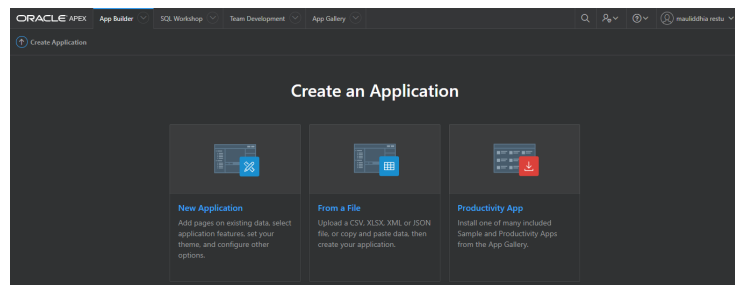 ORACLE APEX App Builder SQL Workshop Team Development App Gallery mauliddhia restu
Create Application
Create an Application
New Application
Add pages on existing data, select
application features, set your
theme, and configure other
options.
From a File
Upload a CSV, XLSX, XML or JSON
file, or copy and paste data, then
create your application.
Productivity App
Install one of many included
Sample and Productivity Apps
from the App Gallery.